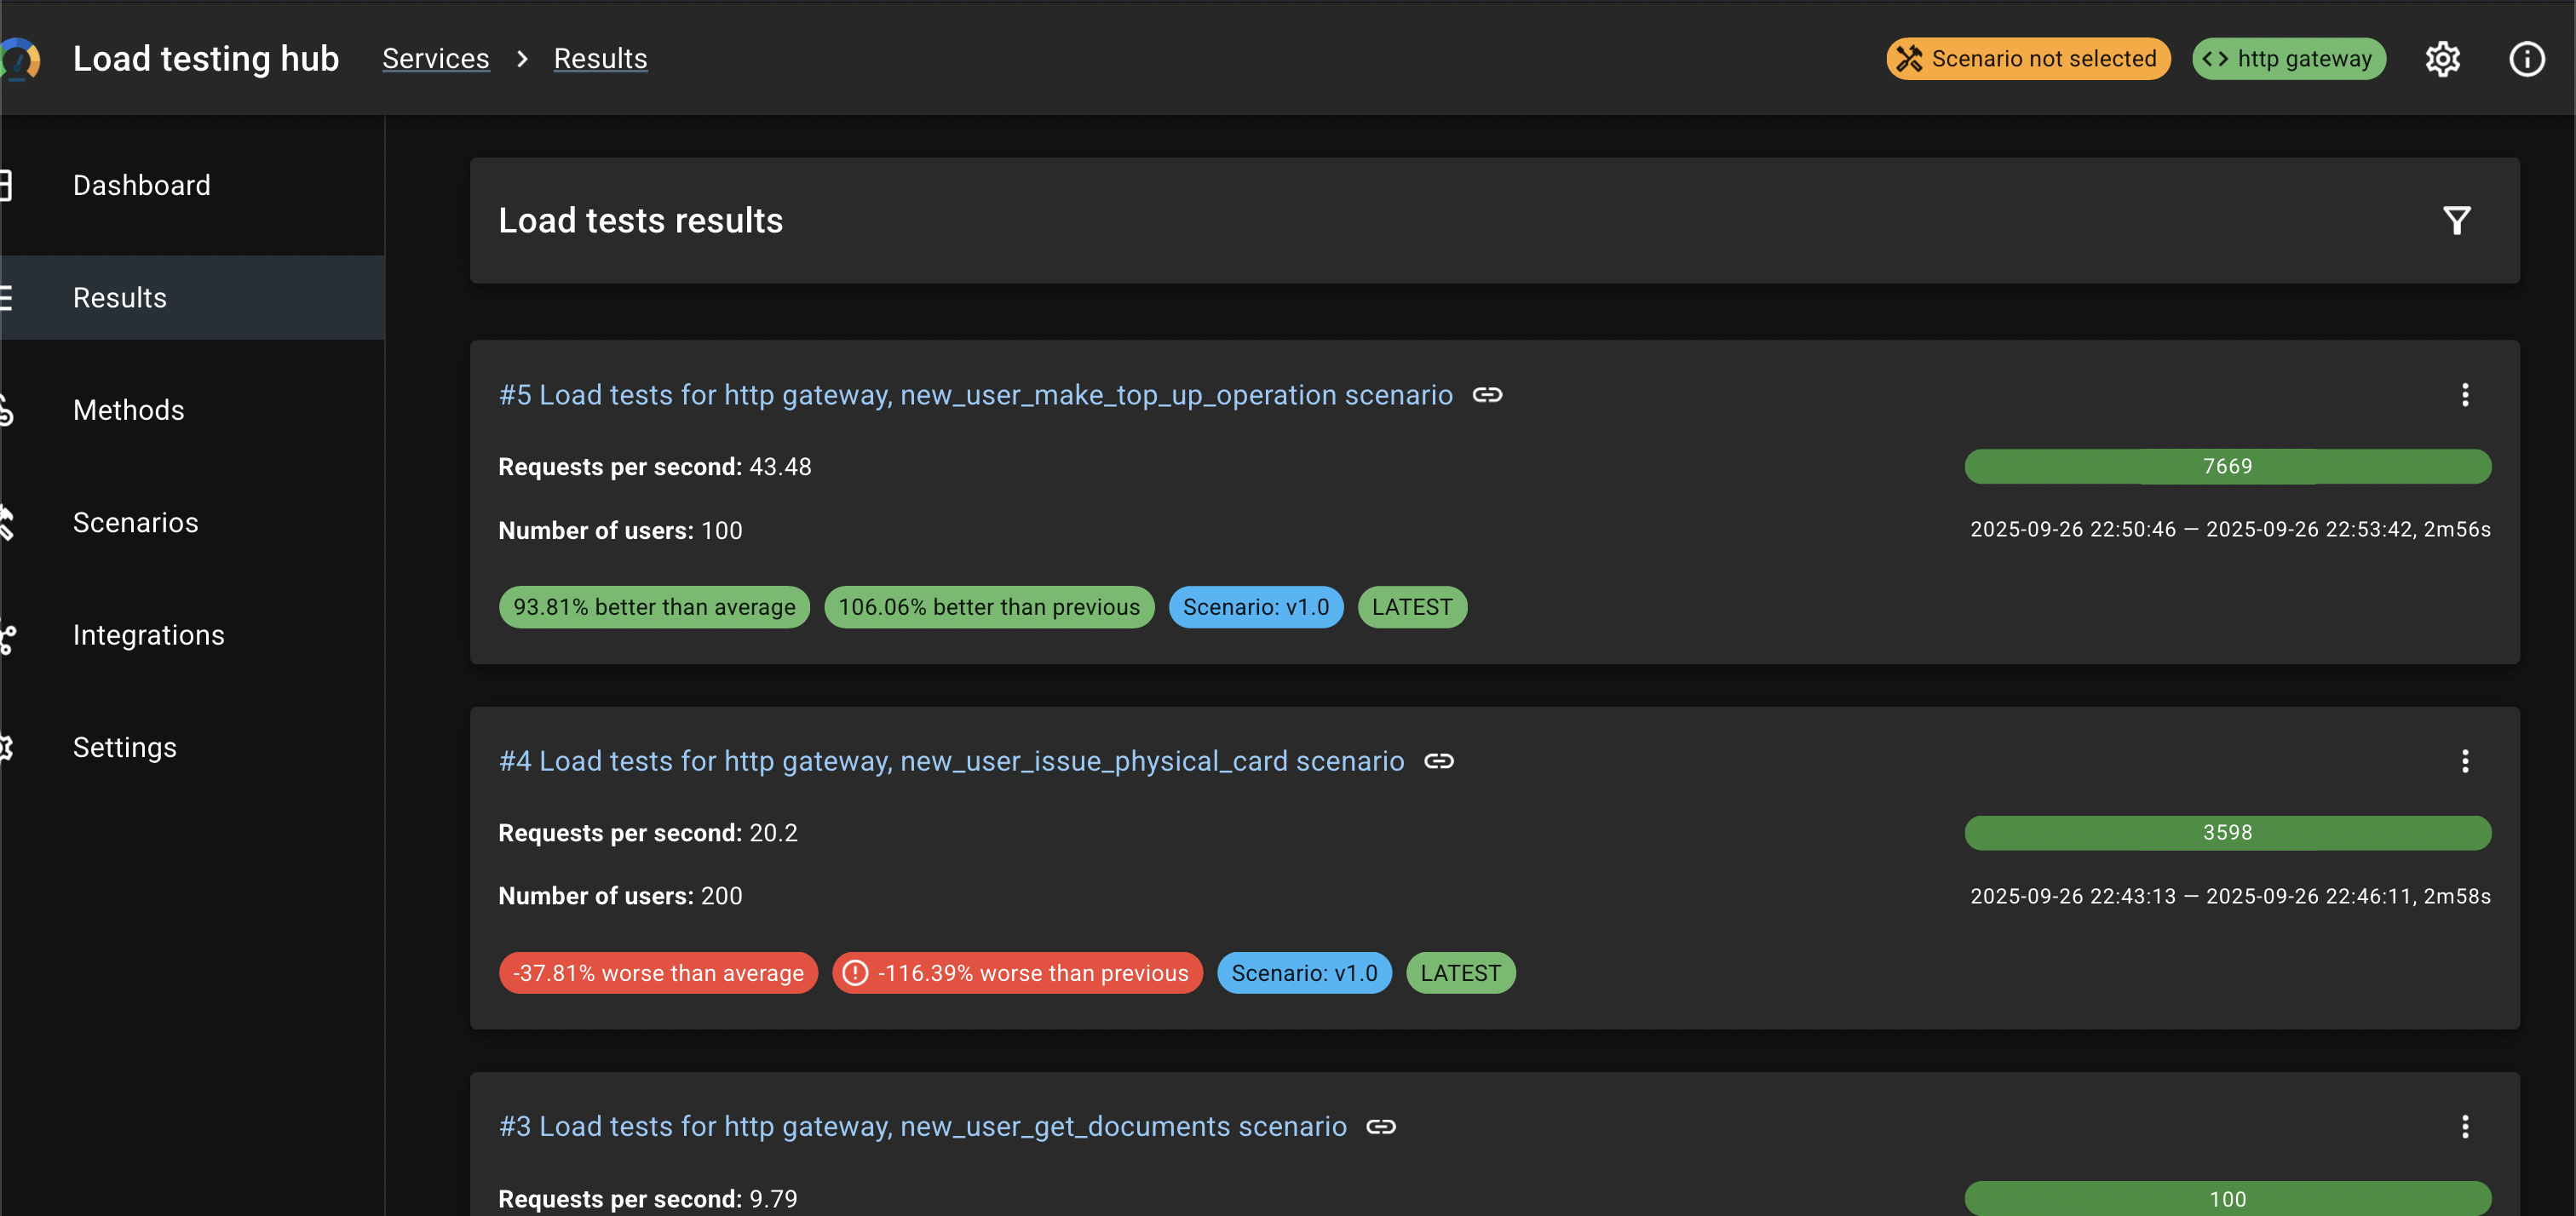 Load testing hub
Services > Results
Scenario not selected
<> http gateway
Dashboard
Results
Methods
Scenarios
Integrations
Settings
Load tests results
#5 Load tests for http gateway, new_user_make_top_up_operation scenario
Requests per second: 43.48
7669
Number of users: 100
2025-09-26 22:50:46 — 2025-09-26 22:53:42, 2m56s
93.81% better than average
106.06% better than previous
Scenario: v1.0
LATEST
#4 Load tests for http gateway, new_user_issue_physical_card scenario
Requests per second: 20.2
3598
Number of users: 200
2025-09-26 22:43:13 — 2025-09-26 22:46:11, 2m58s
-37.81% worse than average
-116.39% worse than previous
Scenario: v1.0
LATEST
#3 Load tests for http gateway, new_user_get_documents scenario
Requests per second: 9.79
100